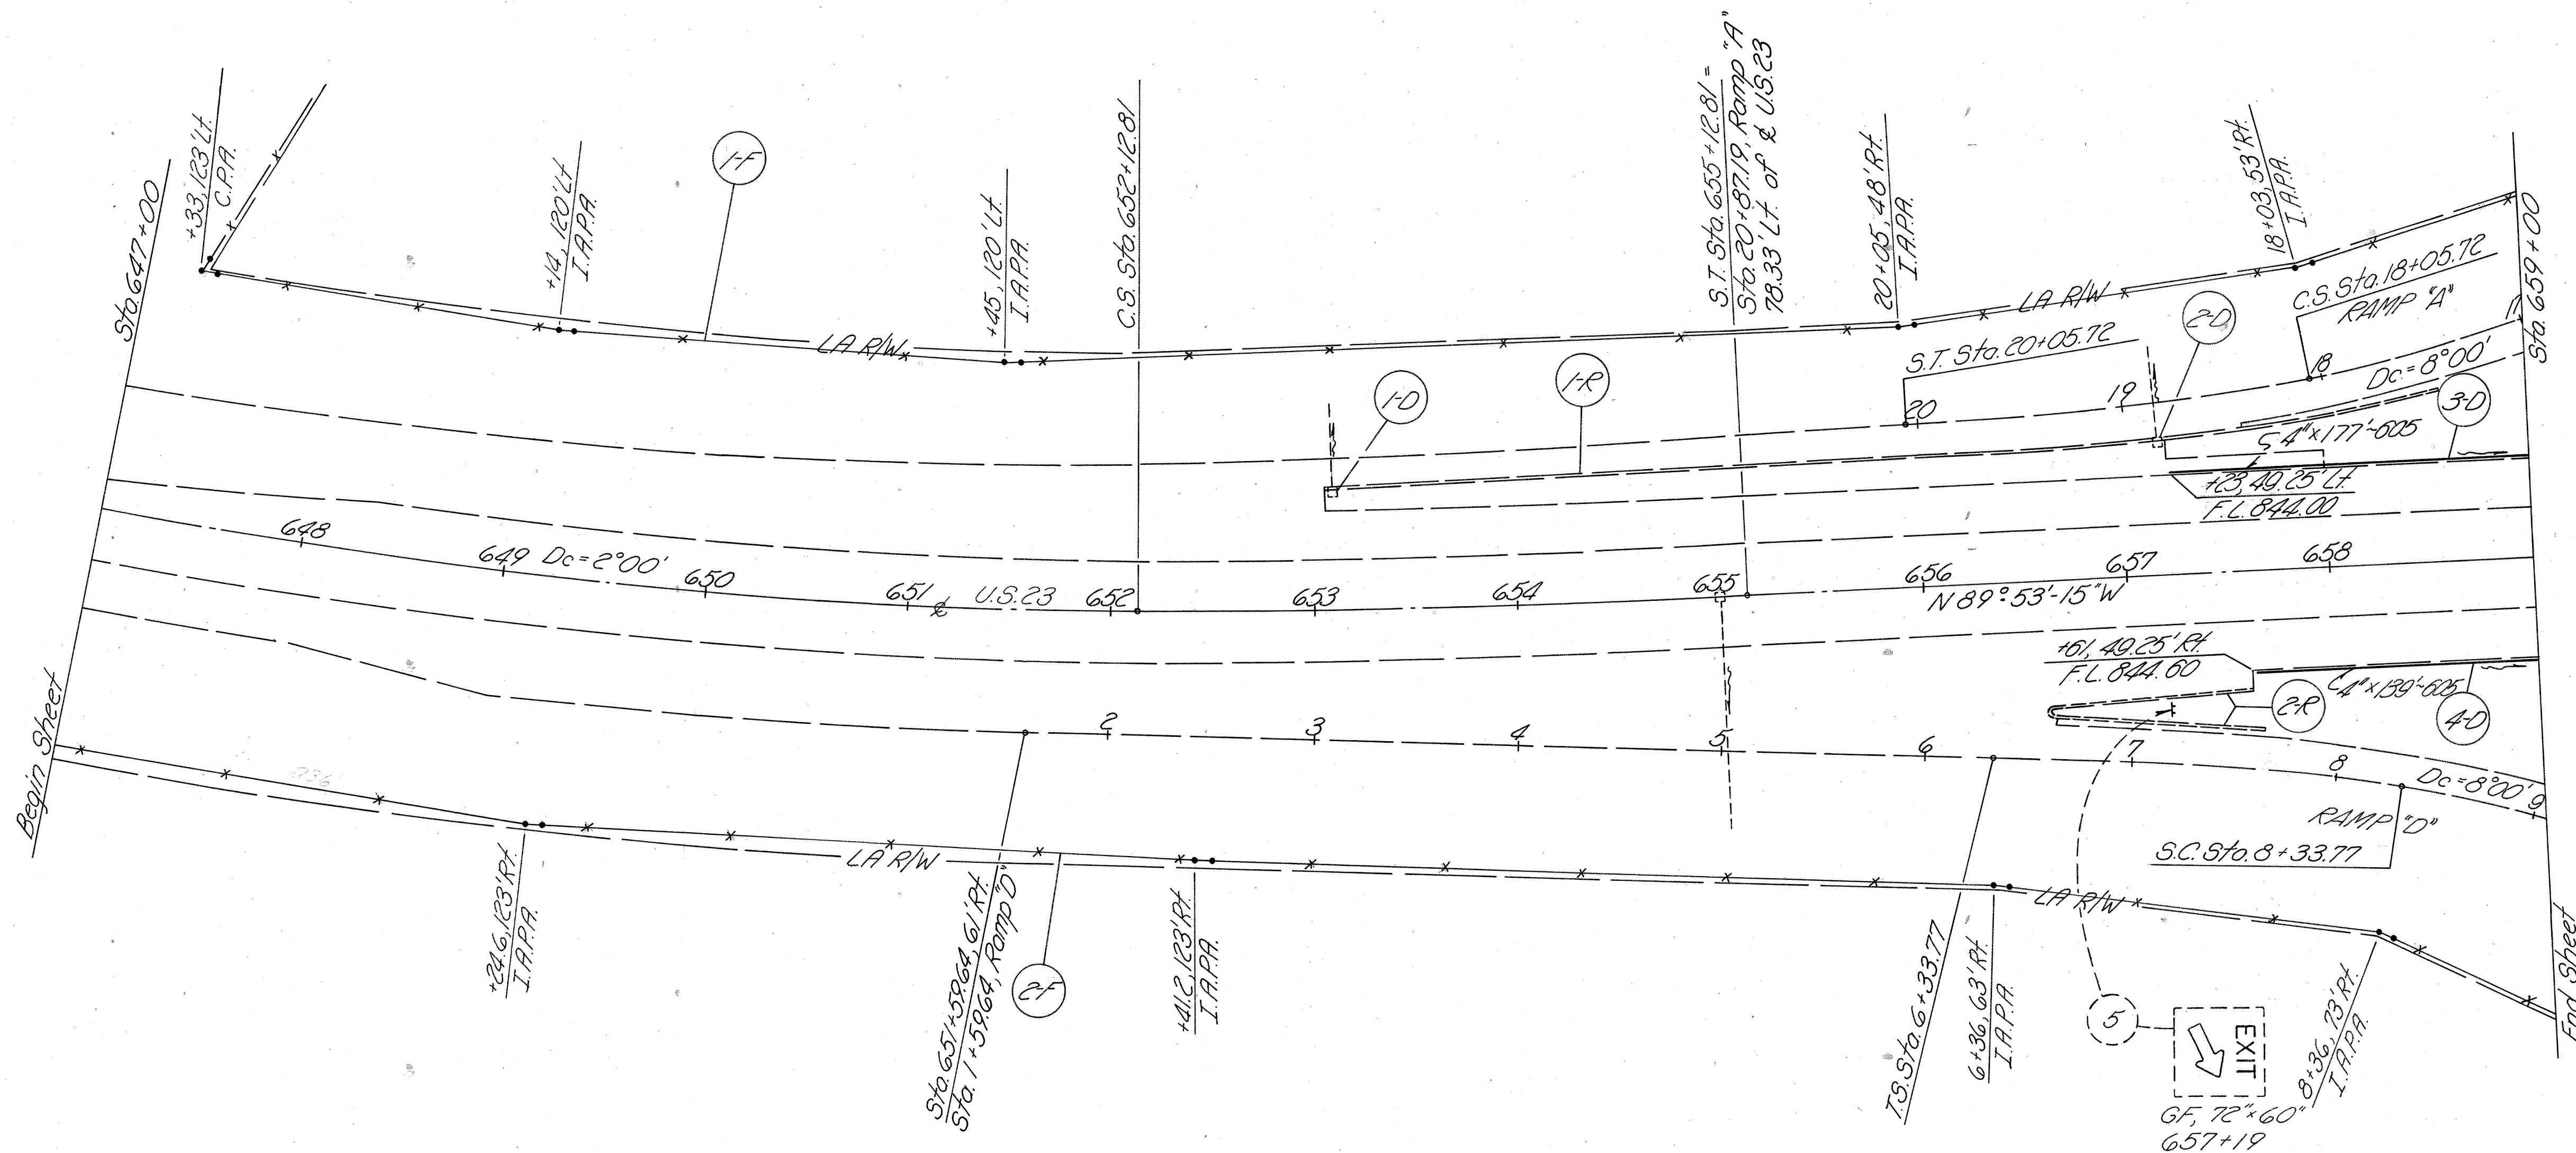 Sta. 647+00
Begin Sheet
+33, 123' Lt.
C.P.A.
+14, 120' Lt.
I.A.P.A.
1-F
+45, 120' Lt.
I.A.P.A.
C.S. Sta. 652+12.81
S.T. Sta. 655+12.81 =
Sta. 20+87.19, Ramp "A"
78.33' Lt. of ℄ U.S.23
20+05, 48' Rt.
I.A.P.A.
18+03, 53' Rt.
I.A.P.A.
Sta. 659+00
LA R/W
LA R/W
2-D
C.S. Sta. 18+05.72
RAMP "A"
S.T. Sta. 20+05.72
1-D
1-R
20
19
18
17
Dc = 8°00'
3-D
4" x 177'~605
+23, 49.25' Lt.
F.L. 844.00
648
649
Dc = 2°00'
650
651
℄ U.S.23
652
653
654
655
656
657
658
N 89°-53'-15" W
+61, 49.25' Rt.
F.L. 844.60
4" x 139'~605
2-R
4-D
2
3
4
5
6
7
8
9
Dc = 8°00'
RAMP "D"
S.C. Sta. 8+33.77
LA R/W
LA R/W
+24.6, 123' Rt.
I.A.P.A.
Sta. 651+59.64, 61' Rt.
Sta. 1+59.64, Ramp "D"
2-F
+41.2, 123' Rt.
I.A.P.A.
T.S. Sta. 6+33.77
6+36, 63' Rt.
I.A.P.A.
5
EXIT
GF, 72" x 60"
657+19
8+36, 73' Rt.
I.A.P.A.
End Sheet